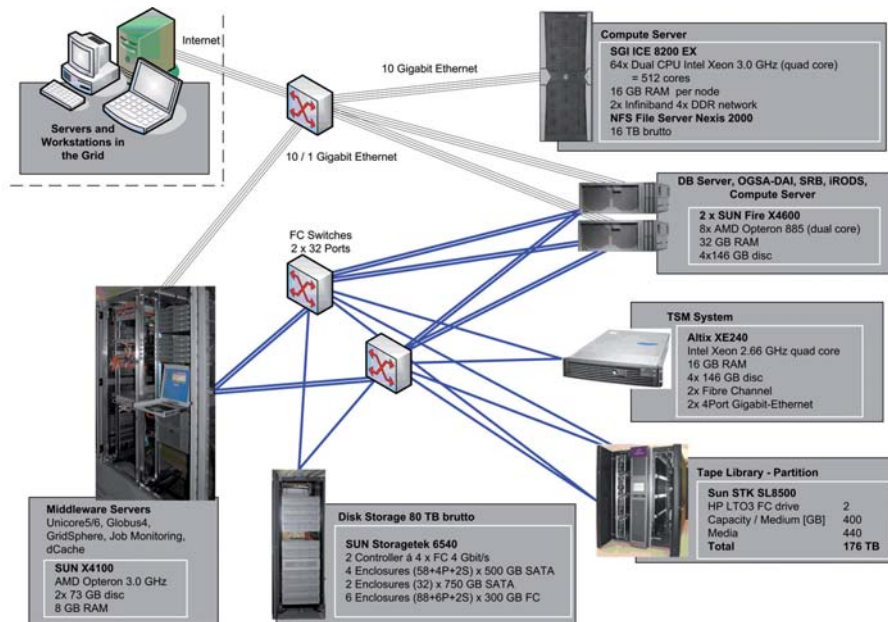 Internet
Servers and
Workstations in
the Grid
10 Gigabit Ethernet
10 / 1 Gigabit Ethernet
Compute Server
SGI ICE 8200 EX
64x Dual CPU Intel Xeon 3.0 GHz (quad core)
= 512 cores
16 GB RAM per node
2x Infiniband 4x DDR network
NFS File Server Nexis 2000
16 TB brutto
DB Server, OGSA-DAI, SRB, iRODS,
Compute Server
2 x SUN Fire X4600
8x AMD Opteron 885 (dual core)
32 GB RAM
4x146 GB disc
FC Switches
2 x 32 Ports
TSM System
Altix XE240
Intel Xeon 2.66 GHz quad core
16 GB RAM
4x 146 GB disc
2x Fibre Channel
2x 4Port Gigabit-Ethernet
Tape Library - Partition
Sun STK SL8500
HP LTO3 FC drive 2
Capacity / Medium [GB] 400
Media 440
Total 176 TB
Middleware Servers
Unicore5/6, Globus4,
GridSphere, Job Monitoring,
dCache
SUN X4100
AMD Opteron 3.0 GHz
2x 73 GB disc
8 GB RAM
Disk Storage 80 TB brutto
SUN Storagetek 6540
2 Controller á 4 x FC 4 Gbit/s
4 Enclosures (58+4P+2S) x 500 GB SATA
2 Enclosures (32) x 750 GB SATA
6 Enclosures (88+6P+2S) x 300 GB FC